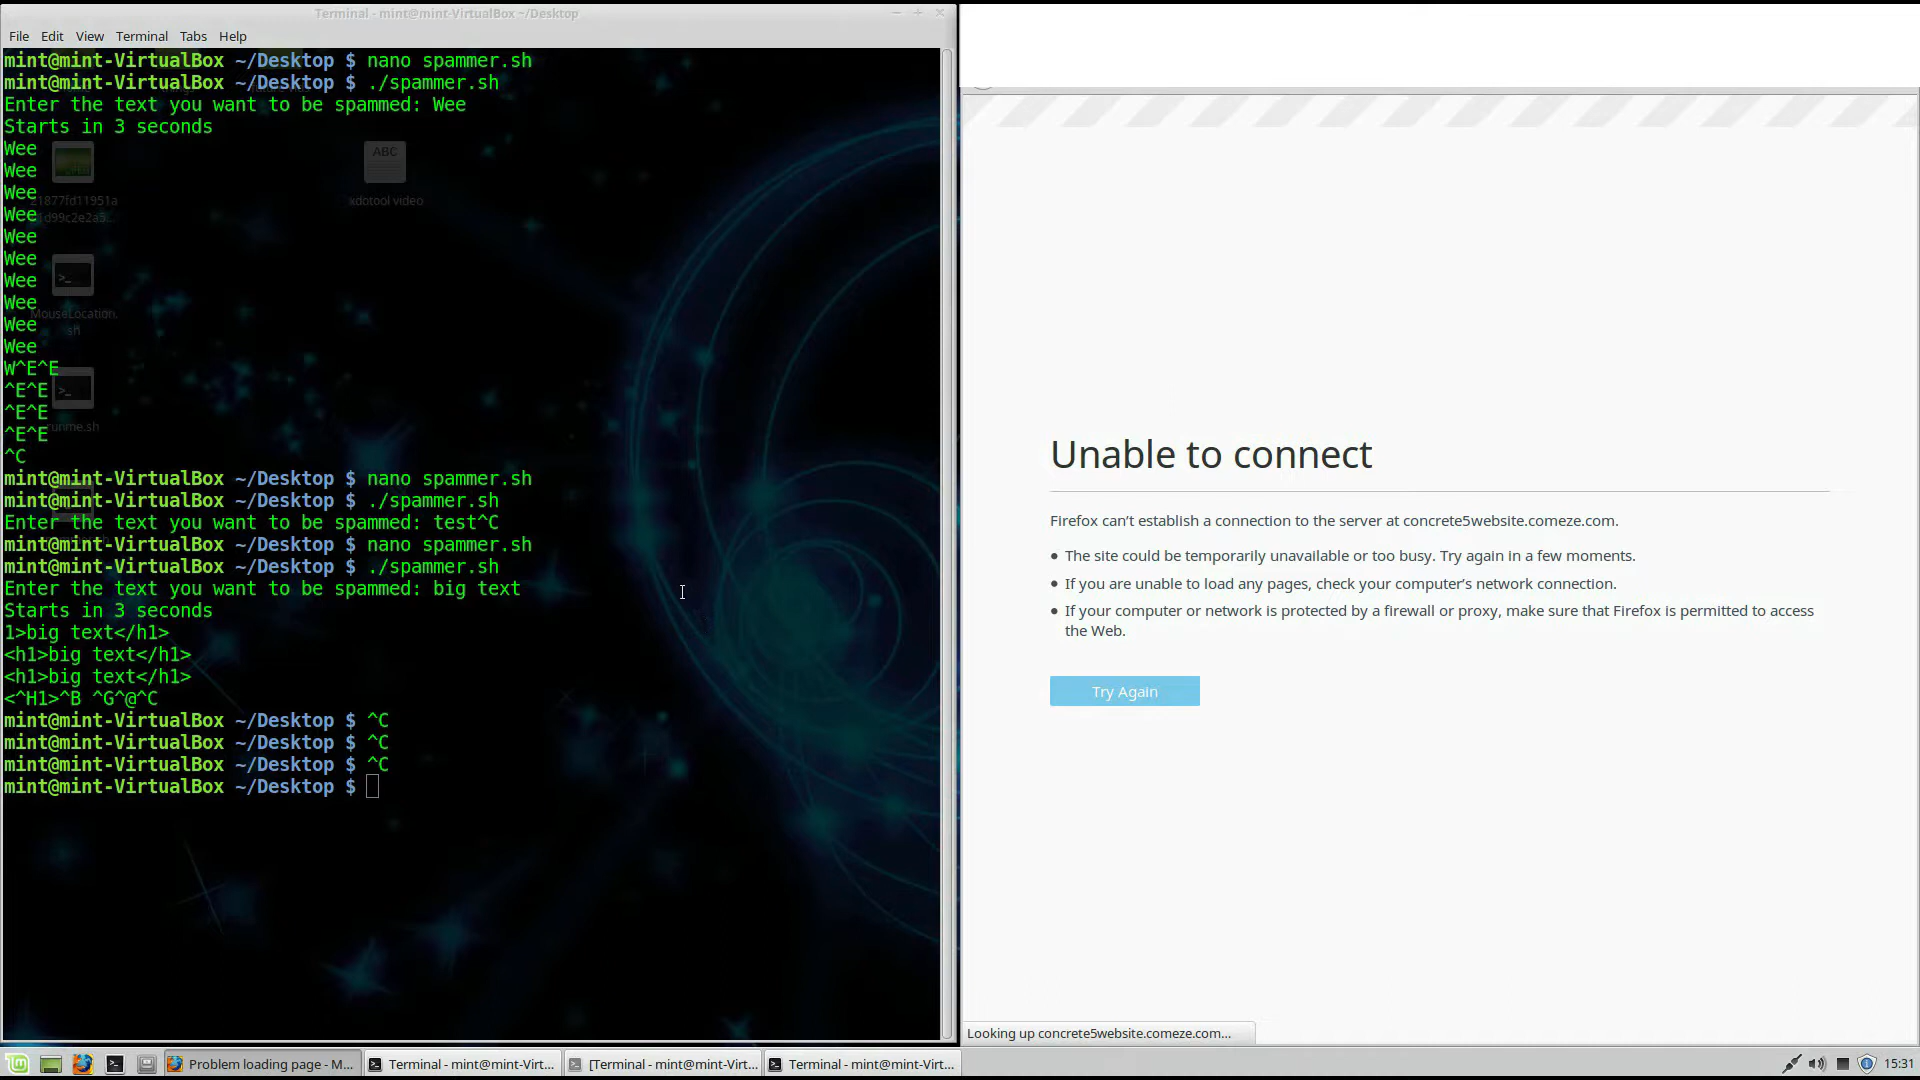 Terminal - mint@mint-VirtualBox ~/Desktop
File Edit View Terminal Tabs Help
mint@mint-VirtualBox ~/Desktop $ nano spammer.sh
mint@mint-VirtualBox ~/Desktop $ ./spammer.sh
Enter the text you want to be spammed: Wee
Starts in 3 seconds
Wee
Wee
Wee
Wee
Wee
Wee
Wee
Wee
Wee
Wee
W^E^E
^E^E
^E^E
^E^E
^C
mint@mint-VirtualBox ~/Desktop $ nano spammer.sh
mint@mint-VirtualBox ~/Desktop $ ./spammer.sh
Enter the text you want to be spammed: test^C
mint@mint-VirtualBox ~/Desktop $ nano spammer.sh
mint@mint-VirtualBox ~/Desktop $ ./spammer.sh
Enter the text you want to be spammed: big text
Starts in 3 seconds
1>big text</h1>
<h1>big text</h1>
<h1>big text</h1>
<^H1>^B ^G^@^C
mint@mint-VirtualBox ~/Desktop $ ^C
mint@mint-VirtualBox ~/Desktop $ ^C
mint@mint-VirtualBox ~/Desktop $ ^C
mint@mint-VirtualBox ~/Desktop $
ABC
xdotool video
21877fd11951a
1d99c2e2a5...
MouseLocation.
sh
runme.sh
Unable to connect
Firefox can’t establish a connection to the server at concrete5website.comeze.com.
● The site could be temporarily unavailable or too busy. Try again in a few moments.
● If you are unable to load any pages, check your computer’s network connection.
● If your computer or network is protected by a firewall or proxy, make sure that Firefox is permitted to access
the Web.
Try Again
Looking up concrete5website.comeze.com...
Problem loading page - M...
Terminal - mint@mint-Virt...
[Terminal - mint@mint-Virt...
Terminal - mint@mint-Virt...
15:31